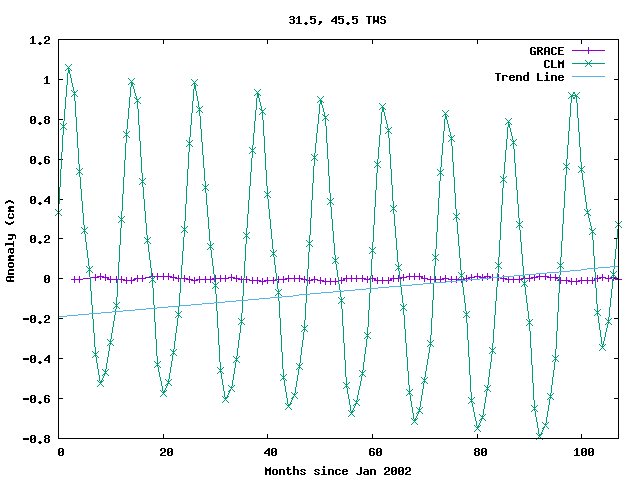 31.5, 45.5 TWS
GRACE
CLM
Trend Line
1.2
1
0.8
0.6
0.4
0.2
0
-0.2
-0.4
-0.6
-0.8
Anomaly (cm)
0 20 40 60 80 100
Months since Jan 2002